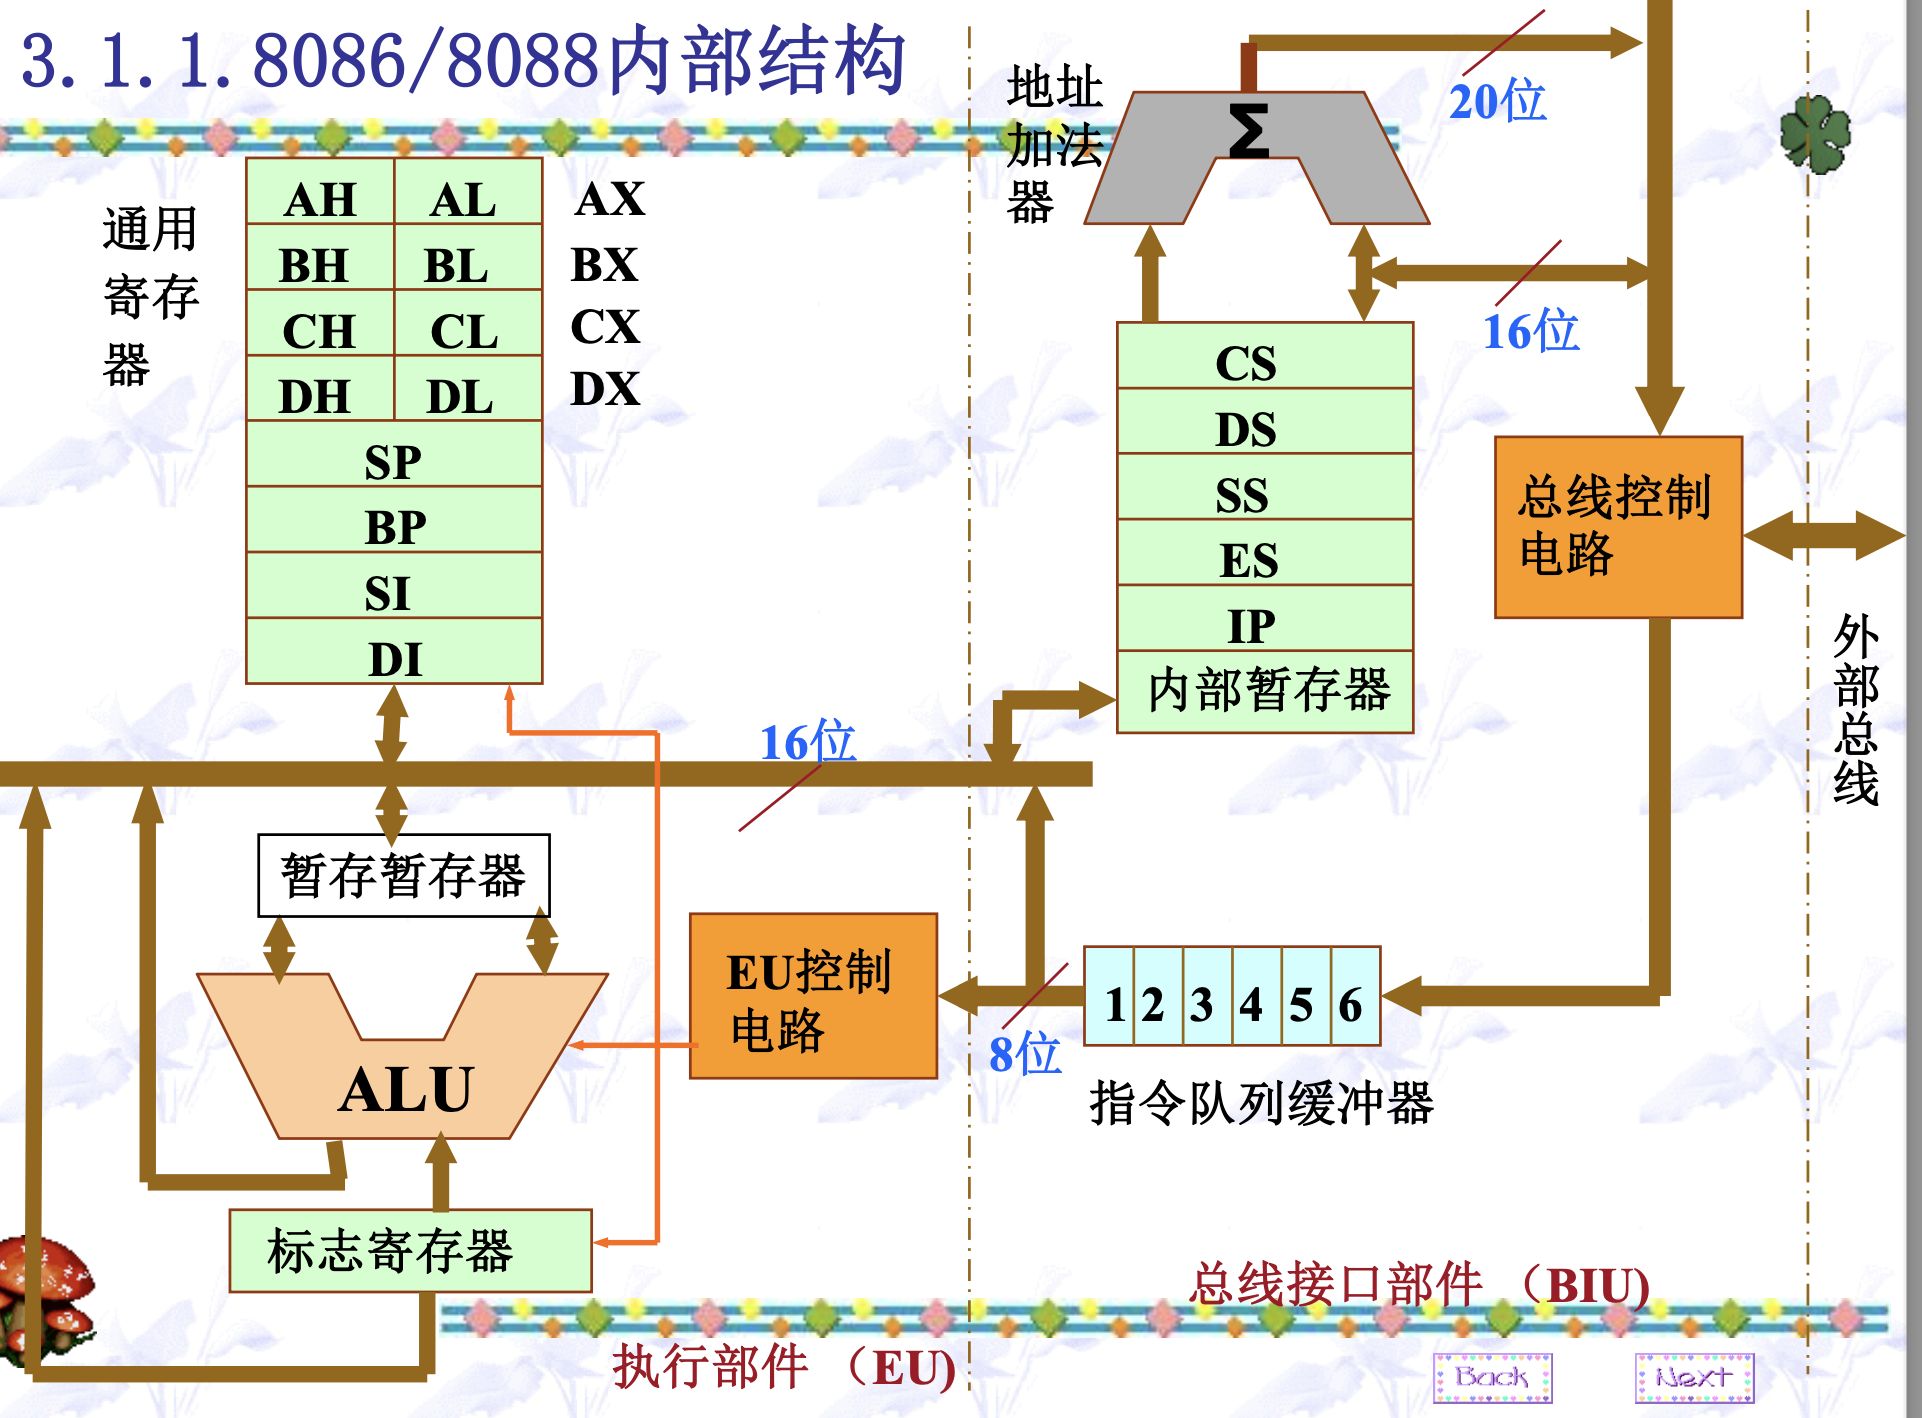 3.1.1.8086/8088内部结构
通用
寄存
器
AH AL AX
BH BL BX
CH CL CX
DH DL DX
SP
BP
SI
DI
16位
暂存暂存器
ALU
标志寄存器
EU控制
电路
执行部件 （EU)
地址
加法
器
Σ
20位
16位
CS
DS
SS
ES
IP
内部暂存器
总线控制
电路
外部总线
1 2 3 4 5 6
8位
指令队列缓冲器
总线接口部件 （BIU)
Back
Next